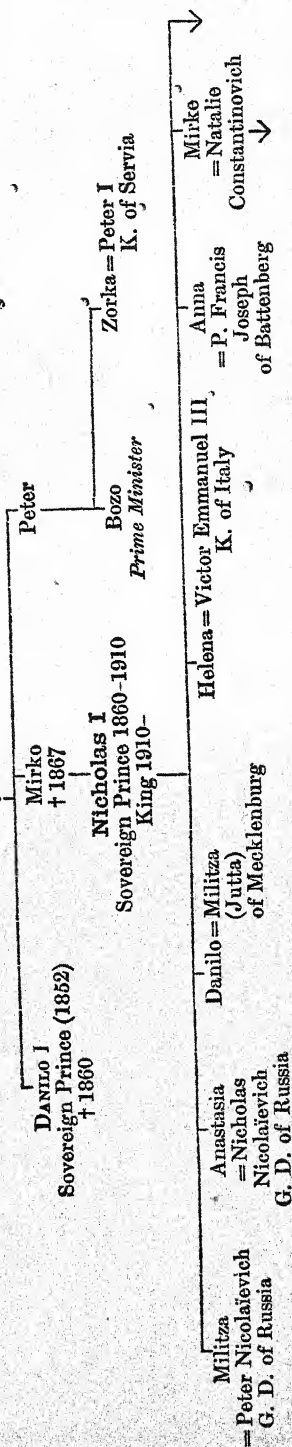 DANILO I
Sovereign Prince (1852)
†1860
Mirko
†1867
Peter
Nicholas I
Sovereign Prince 1860–1910
King 1910–
Bozo
Prime Minister
Zorka=Peter I
K. of Servia
Militza
=Peter Nicolaïevich
G. D. of Russia
Anastasia
=Nicholas
Nicolaïevich
G. D. of Russia
Danilo=Militza
(Jutta)
of Mecklenburg
Helena=Victor Emmanuel III
K. of Italy
Anna
=P. Francis
Joseph
of Battenberg
Mirke
=Natalie
Constantinovich